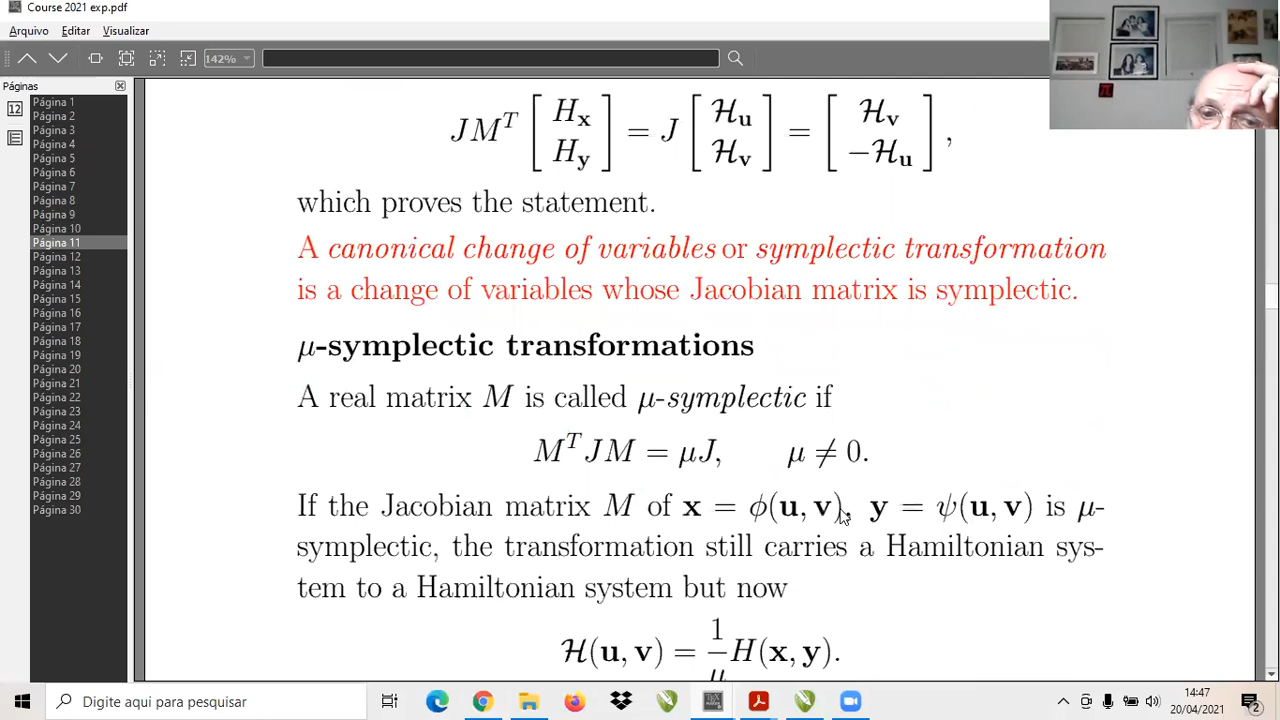 Course 2021 exp.pdf
Arquivo Editar Visualizar
142%
Páginas
12
Página 1
Página 2
Página 3
Página 4
Página 5
Página 6
Página 7
Página 8
Página 9
Página 10
Página 11
Página 12
Página 13
Página 14
Página 15
Página 16
Página 17
Página 18
Página 19
Página 20
Página 21
Página 22
Página 23
Página 24
Página 25
Página 26
Página 27
Página 28
Página 29
Página 30
JM^T [ H_x H_y ] = J [ ℋ_u ℋ_v ] = [ ℋ_v −ℋ_u ],
which proves the statement.
A canonical change of variables or symplectic transformation
is a change of variables whose Jacobian matrix is symplectic.
μ-symplectic transformations
A real matrix M is called μ-symplectic if
M^T JM = μJ, μ ≠ 0.
If the Jacobian matrix M of x = ϕ(u, v), y = ψ(u, v) is μ-
symplectic, the transformation still carries a Hamiltonian sys-
tem to a Hamiltonian system but now
ℋ(u, v) = 1/μ H(x, y).
Digite aqui para pesquisar
14:47
20/04/2021
2